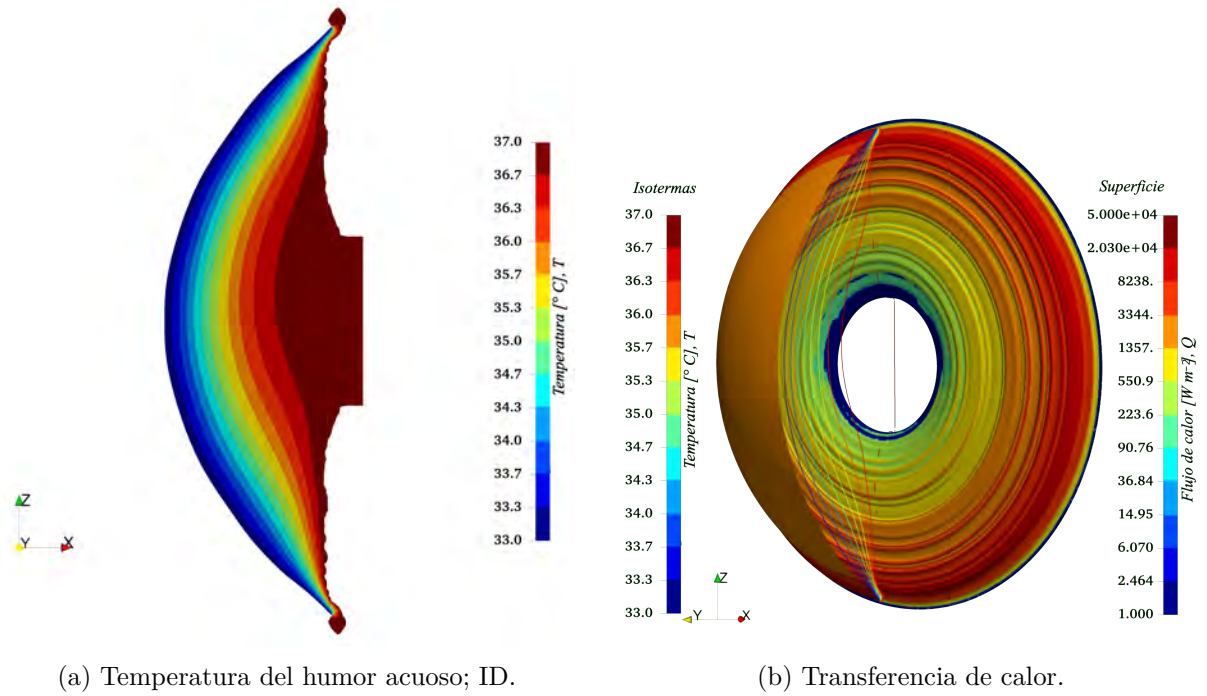 37.0
36.7
36.3
36.0
35.7
35.3
35.0
34.7
34.3
34.0
33.7
33.3
33.0
Temperatura [° C], T
Z
Y
X
(a) Temperatura del humor acuoso; ID.
Isotermas
37.0
36.7
36.3
36.0
35.7
35.3
35.0
34.7
34.3
34.0
33.7
33.3
33.0
Temperatura [° C], T
Z
Y
X
Superficie
5.000e+04
2.030e+04
8238.
3344.
1357.
550.9
223.6
90.76
36.84
14.95
6.070
2.464
1.000
Flujo de calor [W m⁻²], Q
(b) Transferencia de calor.